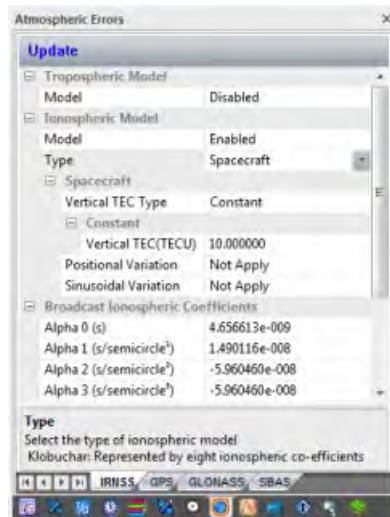 Atmospheric Errors
Update
Tropospheric Model
Model Disabled
Ionospheric Model
Model Enabled
Type Spacecraft
Spacecraft
Vertical TEC Type Constant
Constant
Vertical TEC(TECU) 10.000000
Positional Variation Not Apply
Sinusoidal Variation Not Apply
Broadcast Ionospheric Coefficients
Alpha 0 (s) 4.656613e-009
Alpha 1 (s/semicircle¹) 1.490116e-008
Alpha 2 (s/semicircle²) -5.960460e-008
Alpha 3 (s/semicircle³) -5.960460e-008
Type
Select the type of ionospheric model
Klobuchar: Represented by eight ionospheric co-efficients
IRNSS GPS GLONASS SBAS